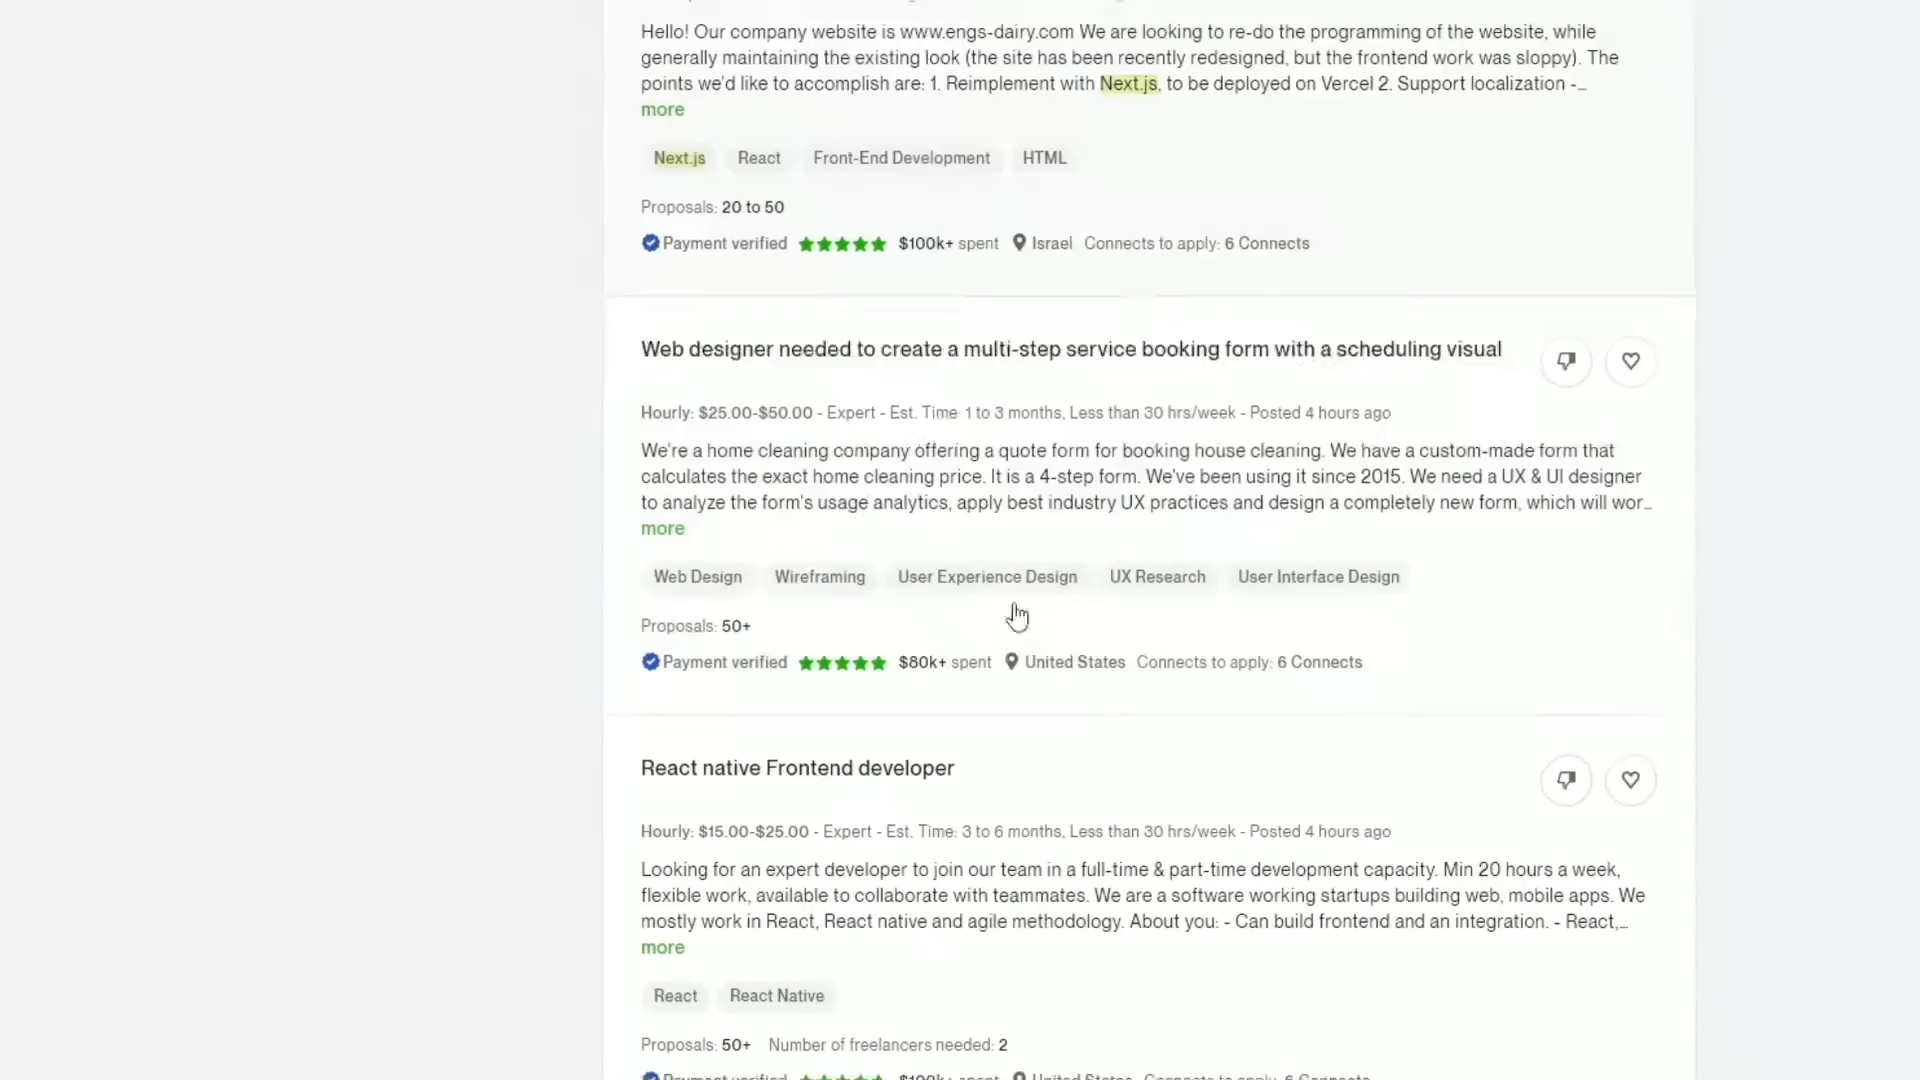 Hello! Our company website is www.engs-dairy.com We are looking to re-do the programming of the website, while
generally maintaining the existing look (the site has been recently redesigned, but the frontend work was sloppy). The
points we'd like to accomplish are: 1. Reimplement with Next.js, to be deployed on Vercel 2. Support localization -…
more
Next.js React Front-End Development HTML
Proposals: 20 to 50
Payment verified $100k+ spent Israel Connects to apply: 6 Connects
Web designer needed to create a multi-step service booking form with a scheduling visual
Hourly: $25.00-$50.00 - Expert - Est. Time: 1 to 3 months, Less than 30 hrs/week - Posted 4 hours ago
We're a home cleaning company offering a quote form for booking house cleaning. We have a custom-made form that
calculates the exact home cleaning price. It is a 4-step form. We've been using it since 2015. We need a UX & UI designer
to analyze the form's usage analytics, apply best industry UX practices and design a completely new form, which will wor…
more
Web Design Wireframing User Experience Design UX Research User Interface Design
Proposals: 50+
Payment verified $80k+ spent United States Connects to apply: 6 Connects
React native Frontend developer
Hourly: $15.00-$25.00 - Expert - Est. Time: 3 to 6 months, Less than 30 hrs/week - Posted 4 hours ago
Looking for an expert developer to join our team in a full-time & part-time development capacity. Min 20 hours a week,
flexible work, available to collaborate with teammates. We are a software working startups building web, mobile apps. We
mostly work in React, React native and agile methodology. About you: - Can build frontend and an integration. - React,…
more
React React Native
Proposals: 50+ Number of freelancers needed: 2
Payment verified $100k+ spent United States Connects to apply: 6 Connects